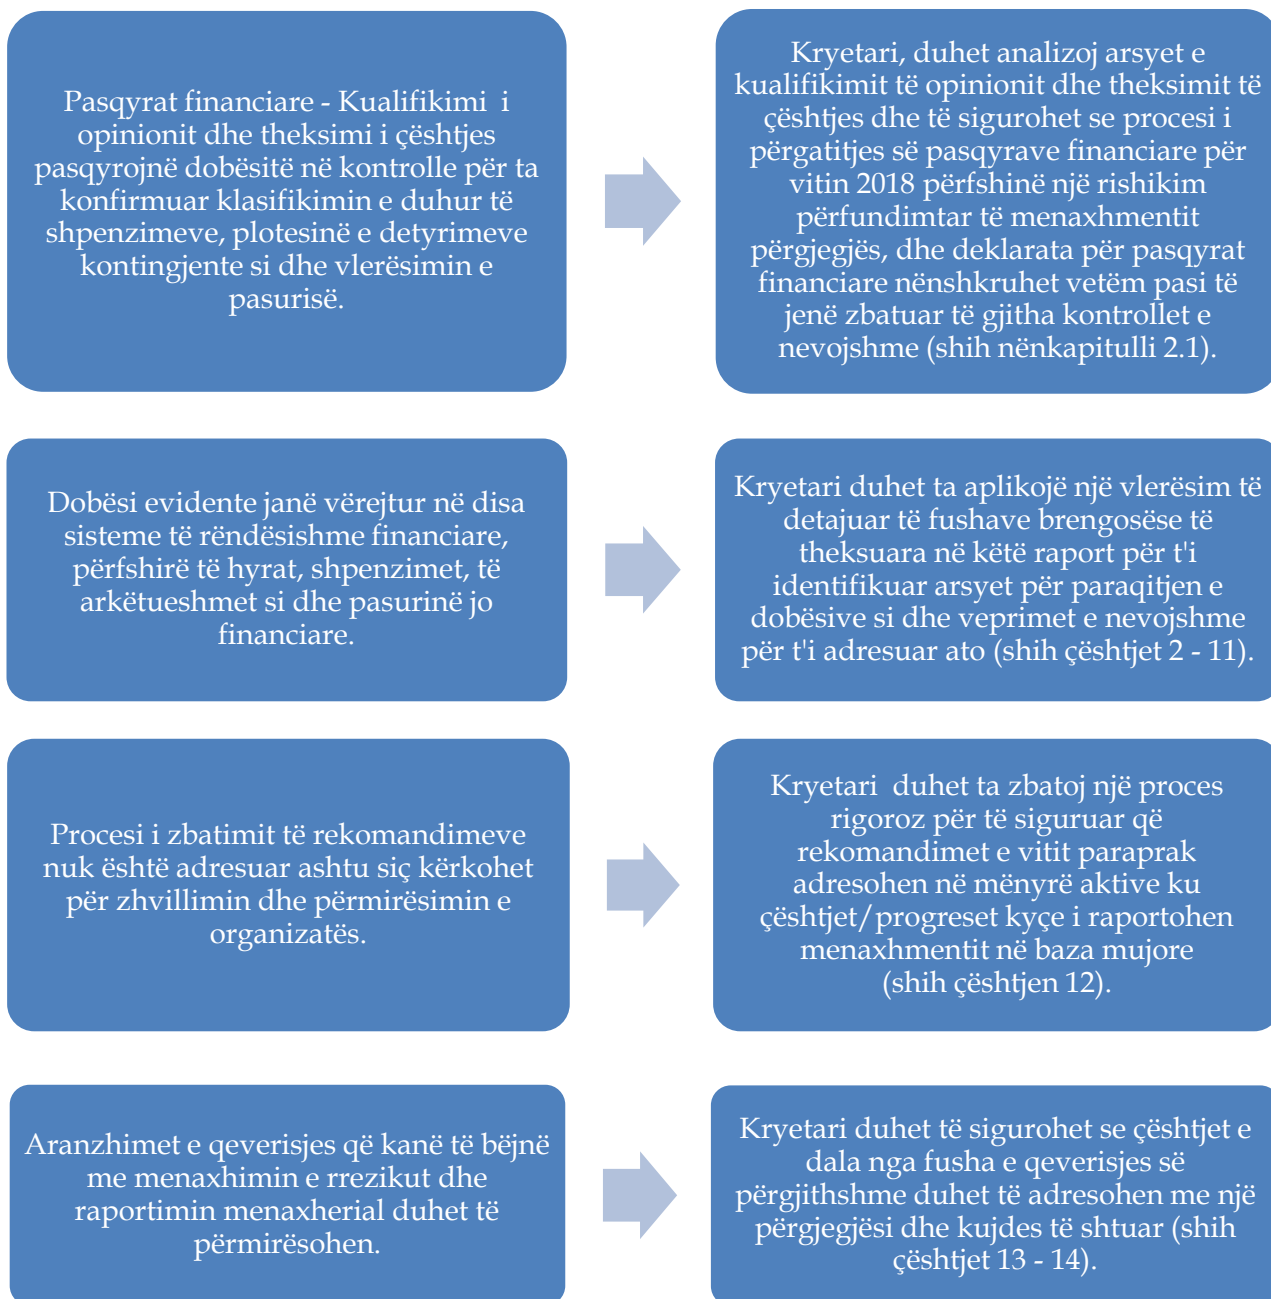 Pasqyrat financiare - Kualifikimi i
opinionit dhe theksimi i çështjes
pasqyrojnë dobësitë në kontrolle për ta
konfirmuar klasifikimin e duhur të
shpenzimeve, plotesinë e detyrimeve
kontingjente si dhe vlerësimin e
pasurisë.
Kryetari, duhet analizoj arsyet e
kualifikimit të opinionit dhe theksimit të
çështjes dhe të sigurohet se procesi i
përgatitjes së pasqyrave financiare për
vitin 2018 përfshinë një rishikim
përfundimtar të menaxhmentit
përgjegjës, dhe deklarata për pasqyrat
financiare nënshkruhet vetëm pasi të
jenë zbatuar të gjitha kontrollet e
nevojshme (shih nënkapitulli 2.1).
Dobësi evidente janë vërejtur në disa
sisteme të rëndësishme financiare,
përfshirë të hyrat, shpenzimet, të
arkëtueshmet si dhe pasurinë jo
financiare.
Kryetari duhet ta aplikojë një vlerësim të
detajuar të fushave brengosëse të
theksuara në këtë raport për t'i
identifikuar arsyet për paraqitjen e
dobësive si dhe veprimet e nevojshme
për t'i adresuar ato (shih çështjet 2 - 11).
Procesi i zbatimit të rekomandimeve
nuk është adresuar ashtu siç kërkohet
për zhvillimin dhe përmirësimin e
organizatës.
Kryetari duhet ta zbatoj një proces
rigoroz për të siguruar që
rekomandimet e vitit paraprak
adresohen në mënyrë aktive ku
çështjet/progreset kyçe i raportohen
menaxhmentit në baza mujore
(shih çështjen 12).
Aranzhimet e qeverisjes që kanë të bëjnë
me menaxhimin e rrezikut dhe
raportimin menaxherial duhet të
përmirësohen.
Kryetari duhet të sigurohet se çështjet e
dala nga fusha e qeverisjes së
përgjithshme duhet të adresohen me një
përgjegjësi dhe kujdes të shtuar (shih
çështjet 13 - 14).